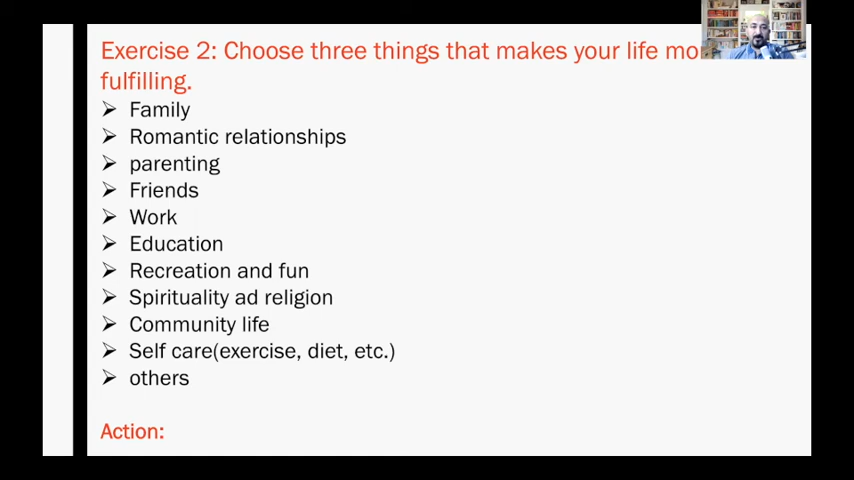 Exercise 2: Choose three things that makes your life
fulfilling.
➢ Family
➢ Romantic relationships
➢ parenting
➢ Friends
➢ Work
➢ Education
➢ Recreation and fun
➢ Spirituality ad religion
➢ Community life
➢ Self care(exercise, diet, etc.)
➢ others
Action: